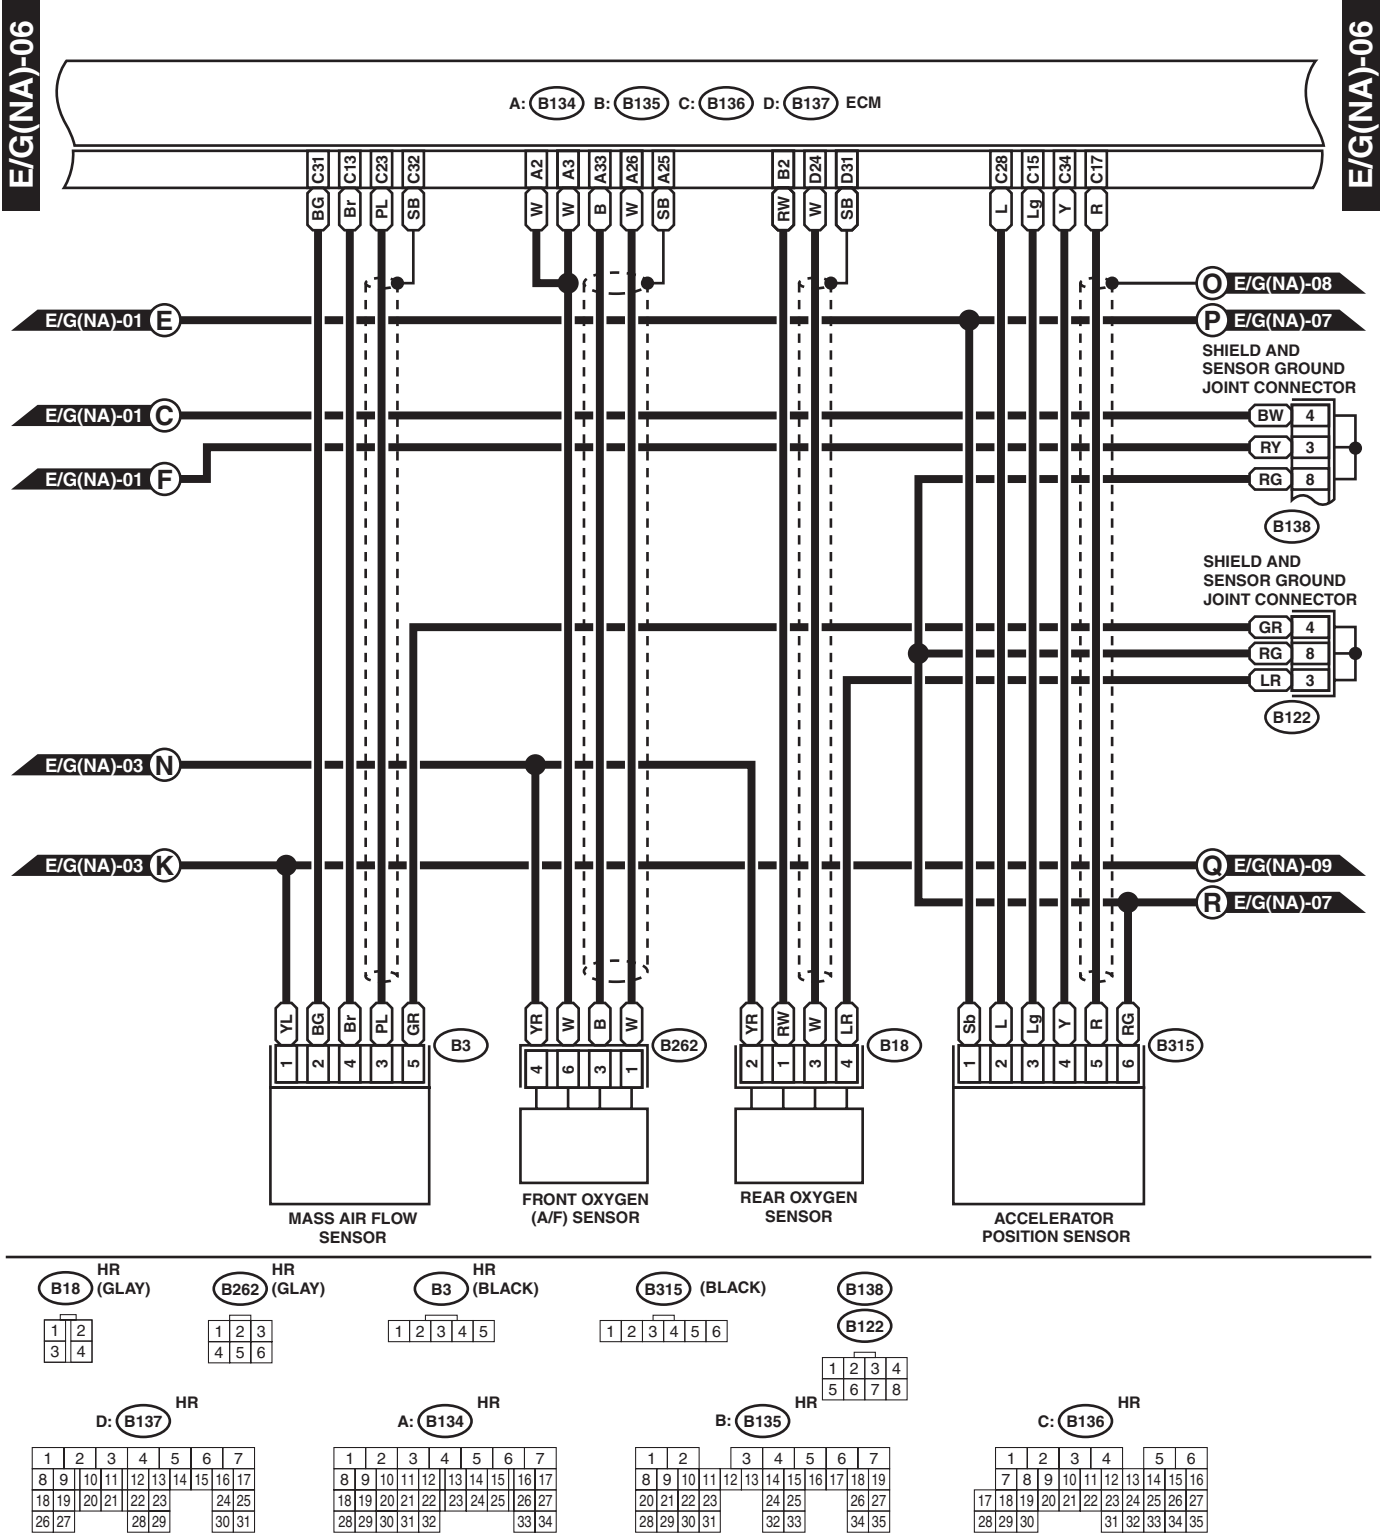 E/G(NA)-06
E/G(NA)-06
A: B134 B: B135 C: B136 D: B137 ECM
C31 C13 C23 C32 A2 A3 A33 A26 A25 B2 D24 D31 C28 C15 C34 C17
BG Br PL SB W W B W SB RW W SB L Lg Y R
O E/G(NA)-08
E/G(NA)-01 E
P E/G(NA)-07
SHIELD AND
SENSOR GROUND
JOINT CONNECTOR
E/G(NA)-01 C
BW 4
RY 3
E/G(NA)-01 F
RG 8
B138
SHIELD AND
SENSOR GROUND
JOINT CONNECTOR
GR 4
RG 8
LR 3
B122
E/G(NA)-03 N
E/G(NA)-03 K
Q E/G(NA)-09
R E/G(NA)-07
YL BG Br PL GR YR W B W YR RW W LR Sb L Lg Y R RG
B3 B262 B18 B315
1 2 4 3 5 4 6 3 1 2 1 3 4 1 2 3 4 5 6
MASS AIR FLOW
SENSOR
FRONT OXYGEN
(A/F) SENSOR
REAR OXYGEN
SENSOR
ACCELERATOR
POSITION SENSOR
B18 HR
(GLAY)
1 2
3 4
B262 HR
(GLAY)
1 2 3
4 5 6
B3 HR
(BLACK)
1 2 3 4 5
B315 (BLACK)
1 2 3 4 5 6
B138
B122
1 2 3 4
5 6 7 8
D: B137 HR
1 2 3 4 5 6 7
8 9 10 11 12 13 14 15 16 17
18 19 20 21 22 23 24 25
26 27 28 29 30 31
A: B134 HR
1 2 3 4 5 6 7
8 9 10 11 12 13 14 15 16 17
18 19 20 21 22 23 24 25 26 27
28 29 30 31 32 33 34
B: B135 HR
1 2 3 4 5 6 7
8 9 10 11 12 13 14 15 16 17 18 19
20 21 22 23 24 25 26 27
28 29 30 31 32 33 34 35
C: B136 HR
1 2 3 4 5 6
7 8 9 10 11 12 13 14 15 16
17 18 19 20 21 22 23 24 25 26 27
28 29 30 31 32 33 34 35